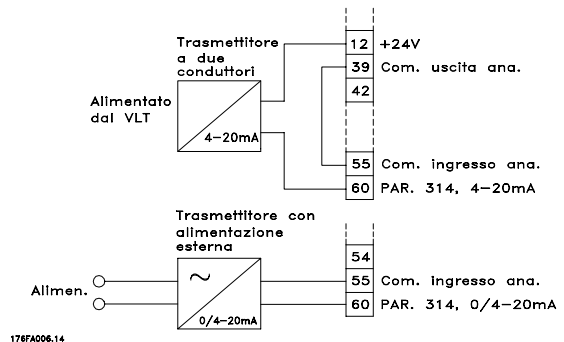 Trasmettitore
a due
conduttori
Alimentato
dal VLT
4-20mA
12 +24V
39 Com. uscita ana.
42
55 Com. ingresso ana.
60 PAR. 314, 4-20mA
Trasmettitore con
alimentazione
esterna
Alimen.
~
0/4-20mA
54
55 Com. ingresso ana.
60 PAR. 314, 0/4-20mA
176FA006.14